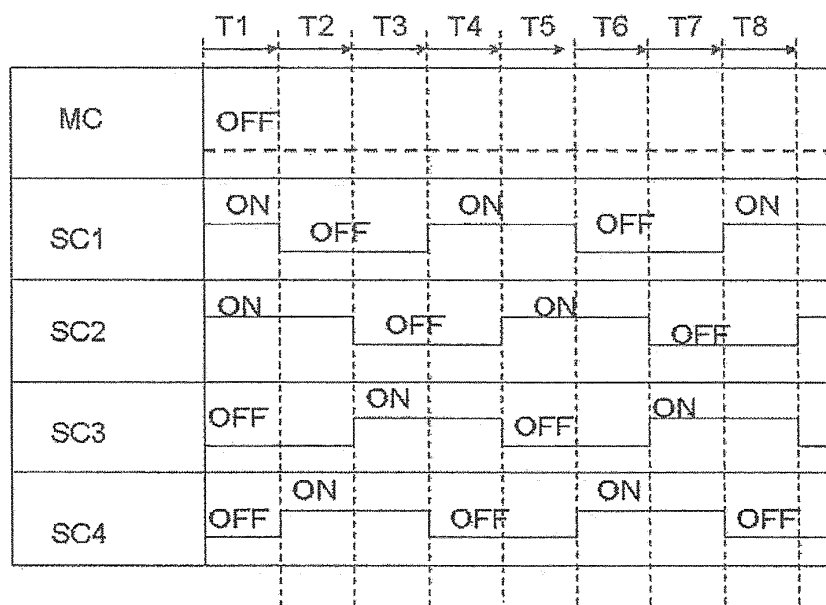 T1 T2 T3 T4 T5 T6 T7 T8
MC OFF
SC1 ON OFF ON OFF ON
SC2 ON OFF ON OFF
SC3 OFF ON OFF ON
SC4 OFF ON OFF ON OFF